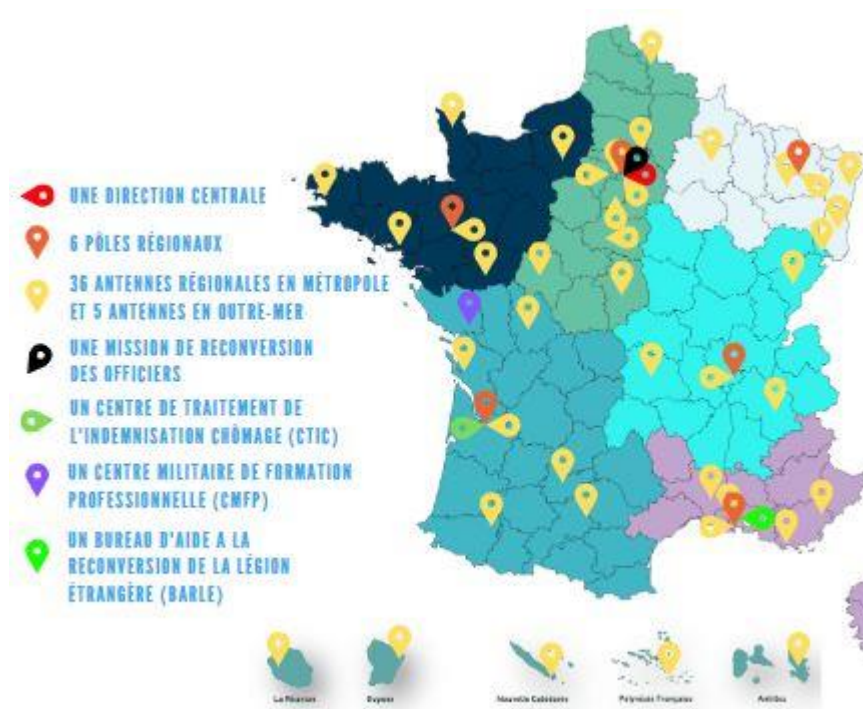 UNE DIRECTION CENTRALE
6 PÔLES RÉGIONAUX
36 ANTENNES RÉGIONALES EN MÉTROPOLE
ET 5 ANTENNES EN OUTRE-MER
UNE MISSION DE RECONVERSION
DES OFFICIERS
UN CENTRE DE TRAITEMENT DE
L'INDEMNISATION CHÔMAGE (CTIC)
UN CENTRE MILITAIRE DE FORMATION
PROFESSIONNELLE (CMFP)
UN BUREAU D'AIDE A LA
RECONVERSION DE LA LÉGION
ÉTRANGÈRE (BARLE)
La Réunion
Guyane
Nouvelle Calédonie
Polynésie Française
Antilles